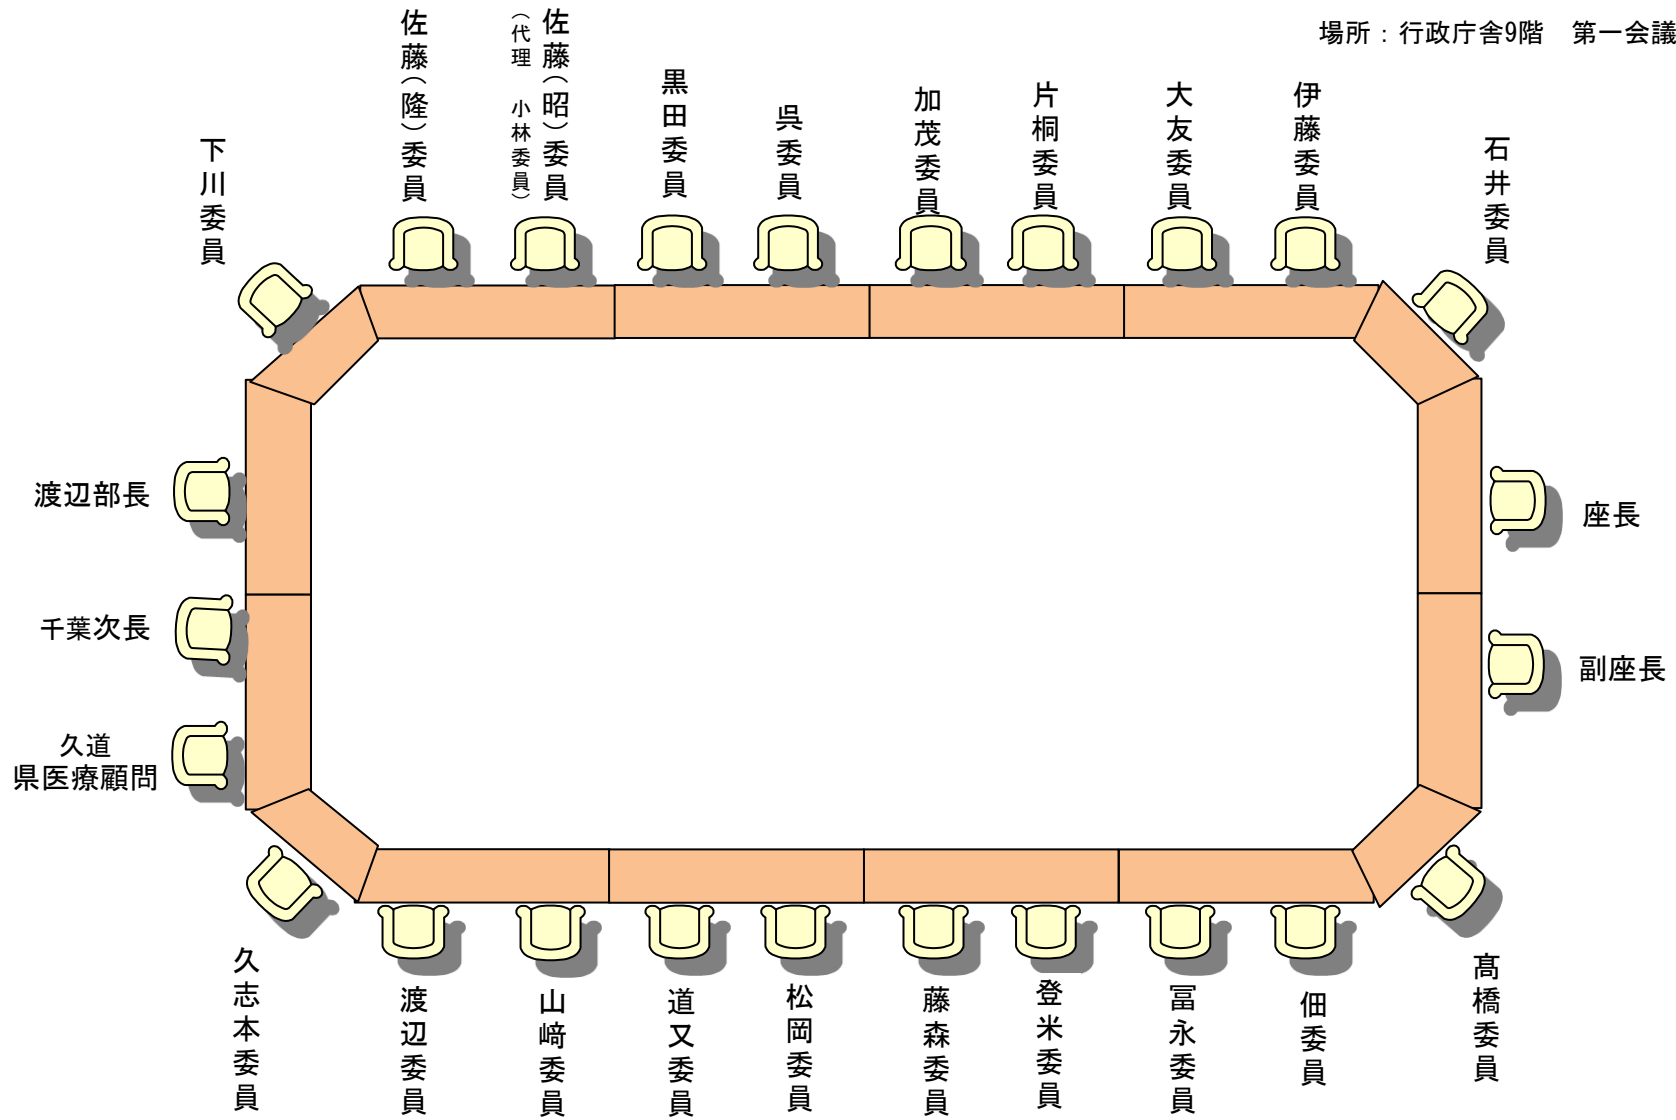 場所：行政庁舎9階　第一会議
下川委員
佐藤（隆）委員
佐藤（昭）委員
（代理　小林委員）
黒田委員
呉委員
加茂委員
片桐委員
大友委員
伊藤委員
石井委員
渡辺部長
千葉次長
久道
県医療顧問
座長
副座長
久志本委員
渡辺委員
山﨑委員
道又委員
松岡委員
藤森委員
登米委員
冨永委員
佃委員
髙橋委員